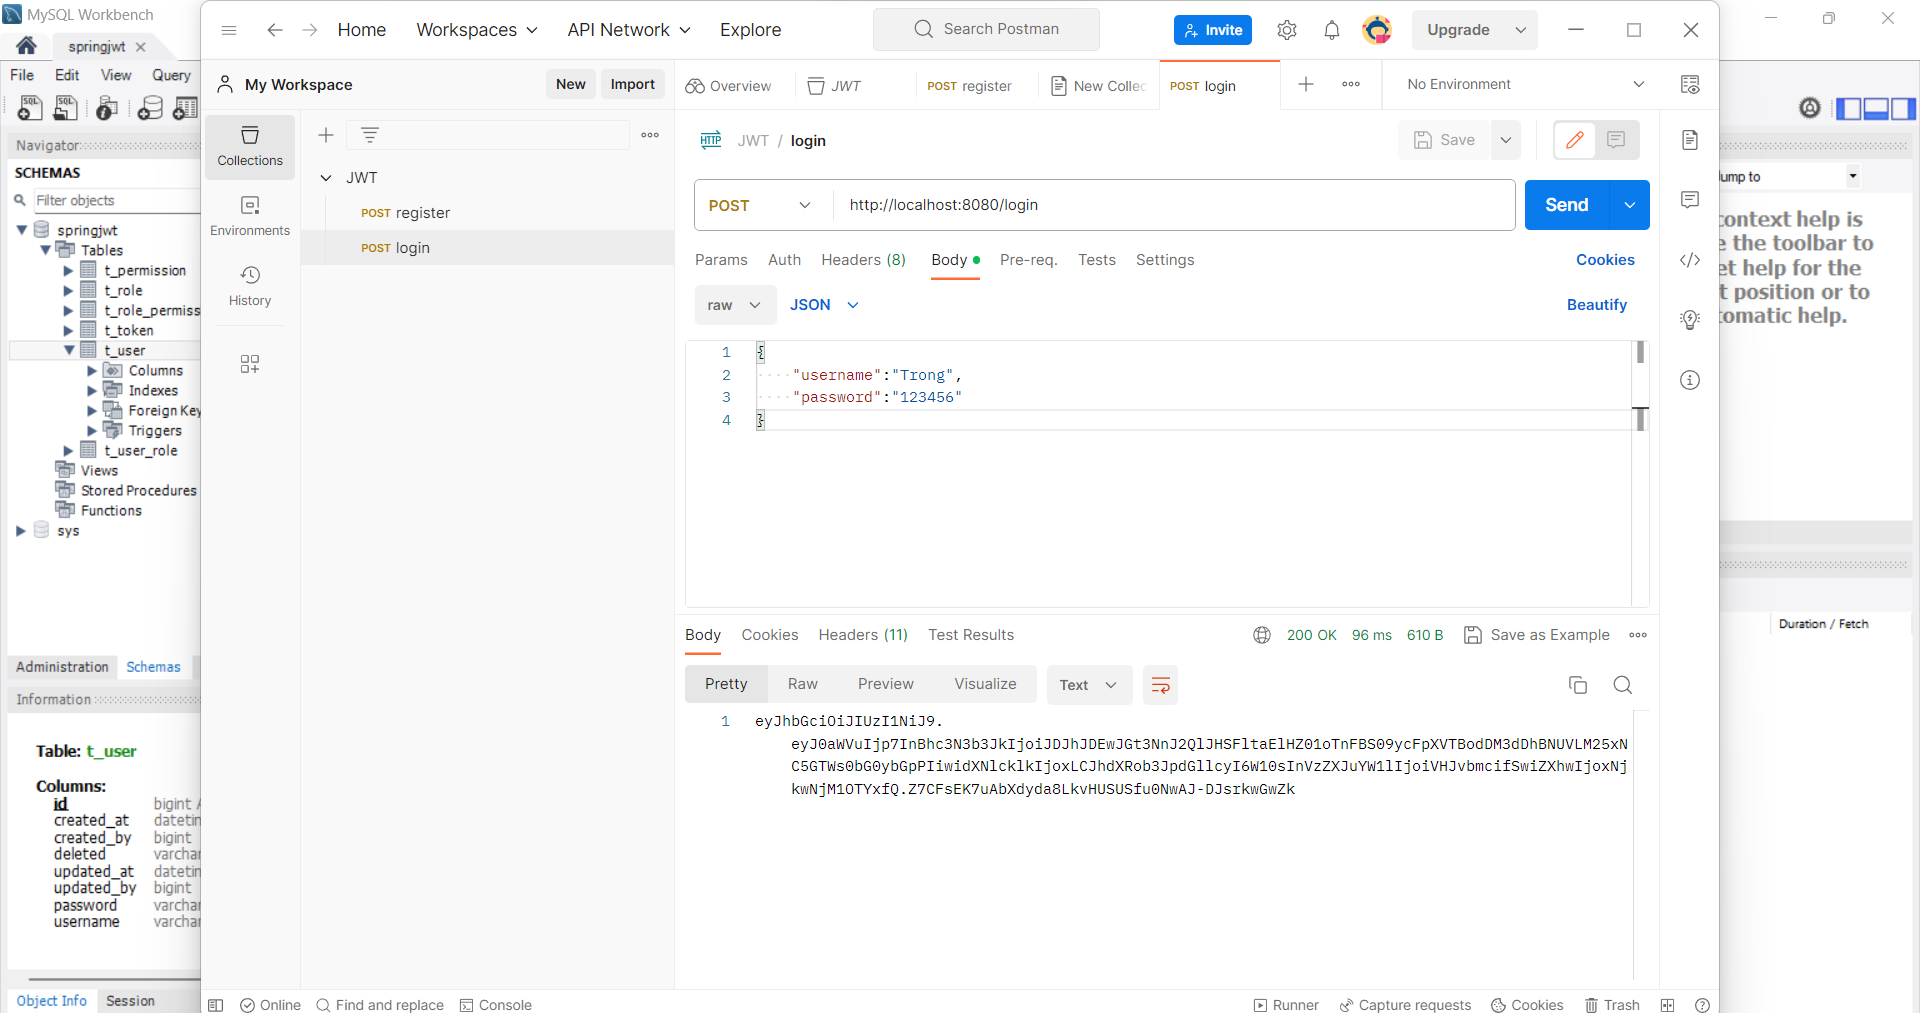 MySQL Workbench
springjwt
File Edit View Query
Navigator
SCHEMAS
Filter objects
springjwt
Tables
t_permission
t_role
t_role_permiss
t_token
t_user
Columns
Indexes
Foreign Key
Triggers
t_user_role
Views
Stored Procedures
Functions
sys
Administration Schemas
Information
Table: t_user
Columns:
id bigint A
created_at datetin
created_by bigint
deleted varchar
updated_at datetin
updated_by bigint
password varchar
username varchar
Object Info Session
Home Workspaces API Network Explore
Search Postman
Invite
Upgrade
My Workspace
New Import
Overview
JWT
POST register
New Collec
POST login
No Environment
Collections
Environments
History
JWT
POST register
POST login
HTTP JWT / login
Save
POST http://localhost:8080/login
Send
Params Auth Headers (8) Body Pre-req. Tests Settings
Cookies
raw JSON
Beautify
1 {
2 "username":"Trong",
3 "password":"123456"
4 }
Body Cookies Headers (11) Test Results
200 OK 96 ms 610 B Save as Example
Pretty Raw Preview Visualize Text
1 eyJhbGciOiJIUzI1NiJ9.
eyJ0aWVuIjp7InBhc3N3b3JkIjoiJDJhJDEwJGt3NnJ2QlJHSFltaElHZ01oTnFBS09ycFpXVTBodDM3dDhBNUVLM25xN
C5GTWs0bG0ybGpPIiwidXNlcklkIjoxLCJhdXRob3JpdGllcyI6W10sInVzZXJuYW1lIjoiVHJvbmcifSwiZXhwIjoxNj
kwNjM1OTYxfQ.Z7CFsEK7uAbXdyda8LkvHUSUSfu0NwAJ-DJsrkwGwZk
Online Find and replace Console
Runner Capture requests Cookies Trash
Jump to
context help is
e the toolbar to
et help for the
t position or to
tomatic help.
Duration / Fetch